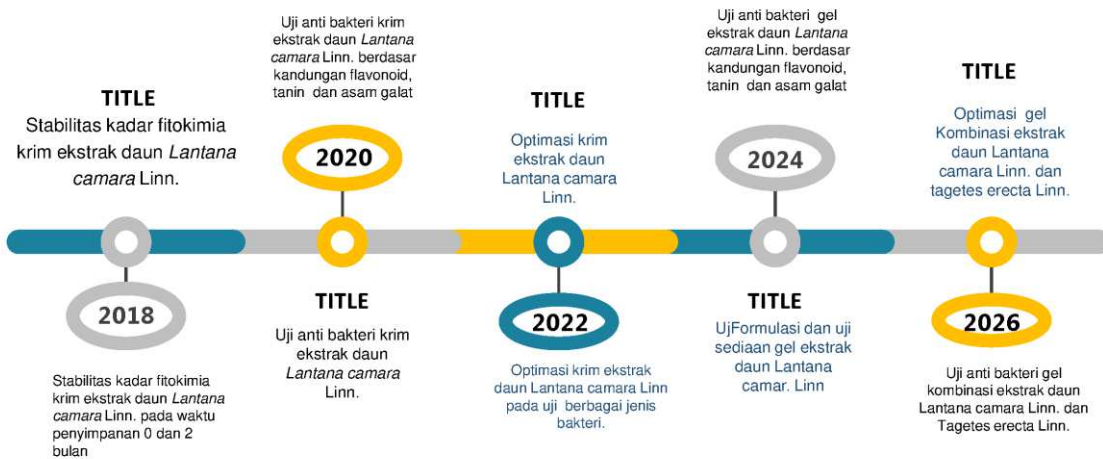 TITLE
Stabilitas kadar fitokimia
krim ekstrak daun Lantana
camara Linn.
2018
Stabilitas kadar fitokimia
krim ekstrak daun Lantana
camara Linn. pada waktu
penyimpanan 0 dan 2
bulan
Uji anti bakteri krim
ekstrak daun Lantana
camara Linn. berdasar
kandungan flavonoid,
tanin dan asam galat
2020
TITLE
Uji anti bakteri krim
ekstrak daun
Lantana camara
Linn.
TITLE
Optimasi krim
ekstrak daun
Lantana camara
Linn.
2022
Optimasi krim ekstrak
daun Lantana camara Linn
pada uji berbagai jenis
bakteri.
Uji anti bakteri gel
ekstrak daun Lantana
camara Linn. berdasar
kandungan flavonoid,
tanin dan asam galat
2024
TITLE
UjFormulasi dan uji
sediaan gel ekstrak
daun Lantana
camar. Linn
TITLE
Optimasi gel
Kombinasi ekstrak
daun Lantana
camara Linn. dan
tagetes erecta Linn.
2026
Uji anti bakteri gel
kombinasi ekstrak daun
Lantana camara Linn. dan
Tagetes erecta Linn.